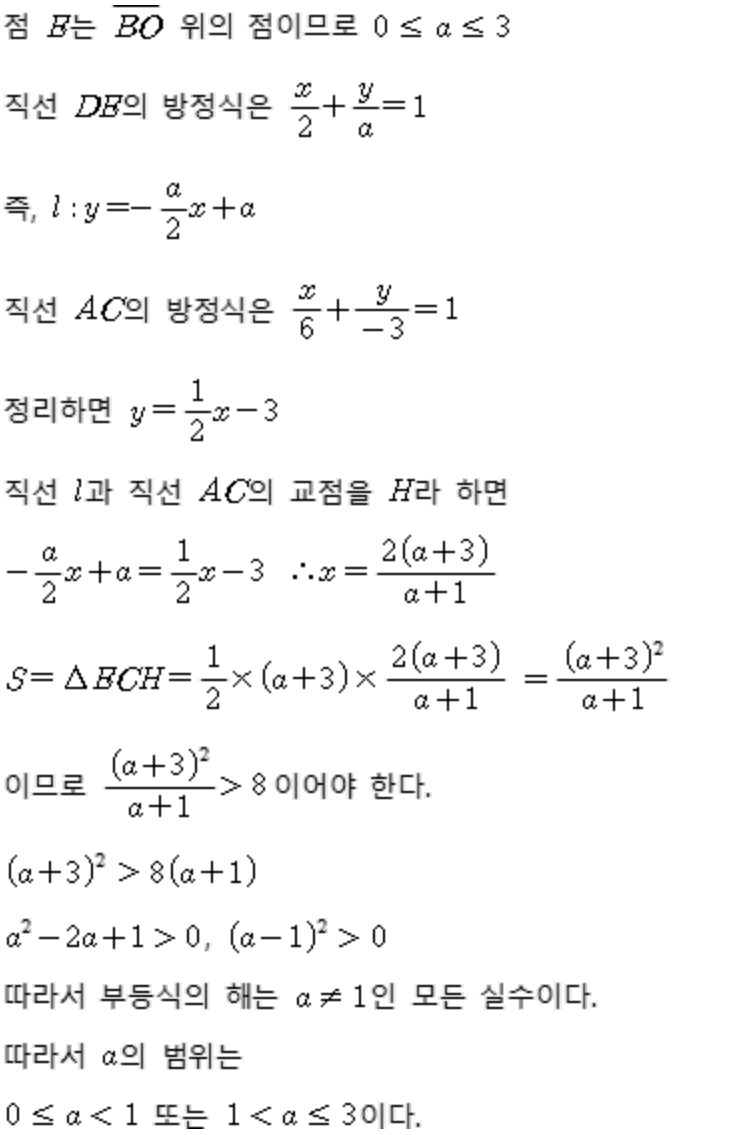 점 E는 $\overline{BO}$ 위의 점이므로 $0 \le a \le 3$
직선 DE의 방정식은 $\frac{x}{2}+\frac{y}{a}=1$
즉, $l : y=-\frac{a}{2}x+a$
직선 AC의 방정식은 $\frac{x}{6}+\frac{y}{-3}=1$
정리하면 $y=\frac{1}{2}x-3$
직선 l과 직선 AC의 교점을 H라 하면
$-\frac{a}{2}x+a=\frac{1}{2}x-3$ $\therefore x=\frac{2(a+3)}{a+1}$
$S=\Delta ECH=\frac{1}{2}\times(a+3)\times\frac{2(a+3)}{a+1}=\frac{(a+3)^2}{a+1}$
이므로 $\frac{(a+3)^2}{a+1}>8$ 이어야 한다.
$(a+3)^2>8(a+1)$
$a^2-2a+1>0,\ (a-1)^2>0$
따라서 부등식의 해는 $a \ne 1$인 모든 실수이다.
따라서 a의 범위는
$0 \le a<1$ 또는 $1<a \le 3$이다.